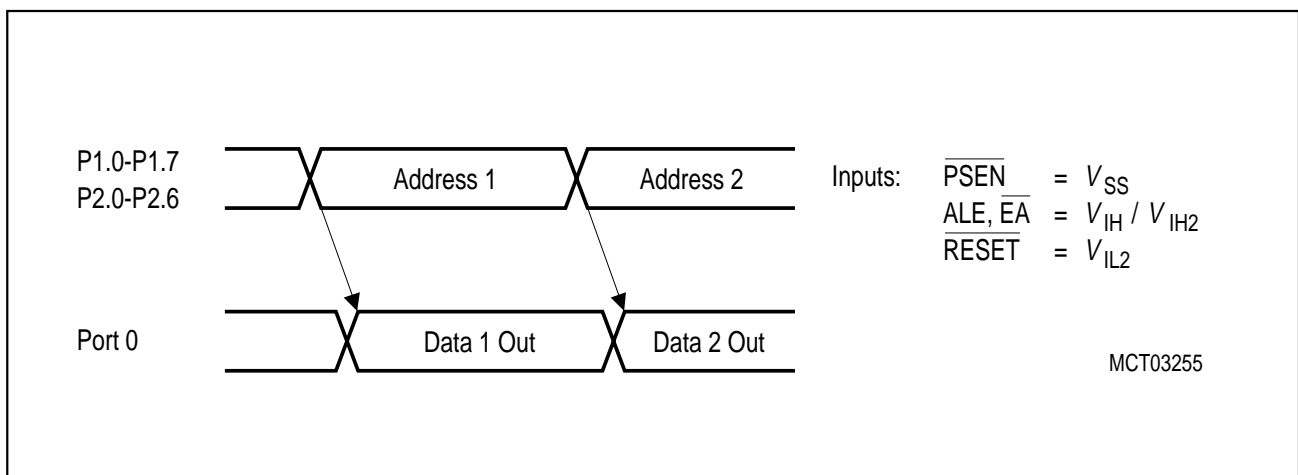 P1.0-P1.7
P2.0-P2.6
Address 1
Address 2
Inputs:
PSEN = VSS
ALE, EA = VIH / VIH2
RESET = VIL2
Port 0
Data 1 Out
Data 2 Out
MCT03255